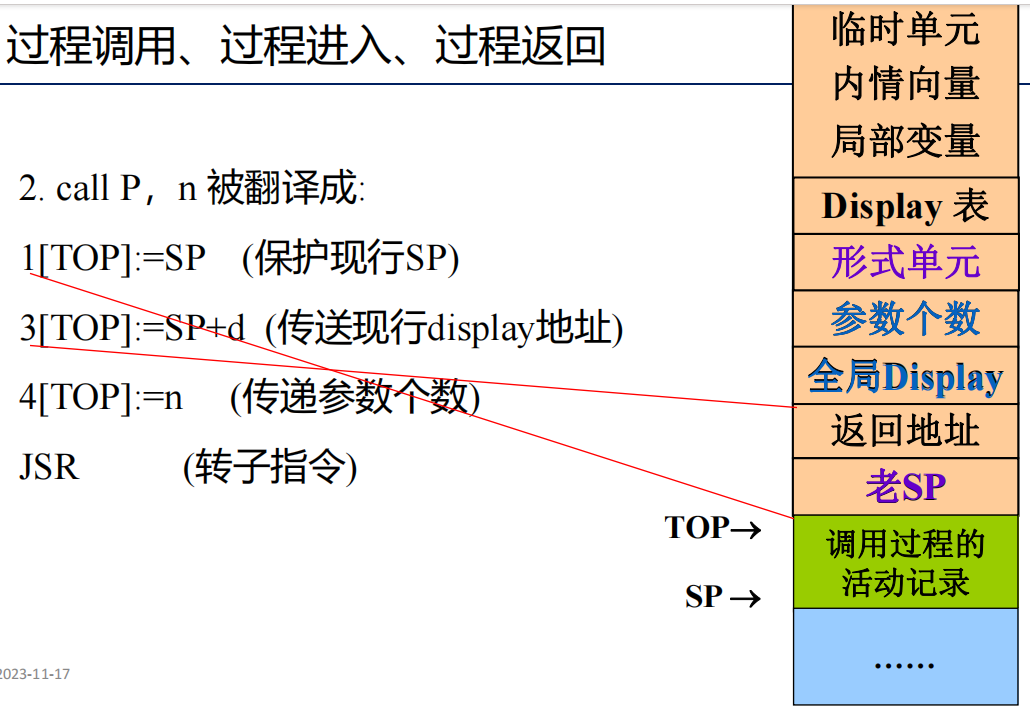 过程调用、过程进入、过程返回
2. call P，n 被翻译成:
1[TOP]:=SP (保护现行SP)
3[TOP]:=SP+d (传送现行display地址)
4[TOP]:=n (传递参数个数)
JSR (转子指令)
临时单元
内情向量
局部变量
Display 表
形式单元
参数个数
全局Display
返回地址
老SP
TOP→
调用过程的
活动记录
SP→
......
2023-11-17